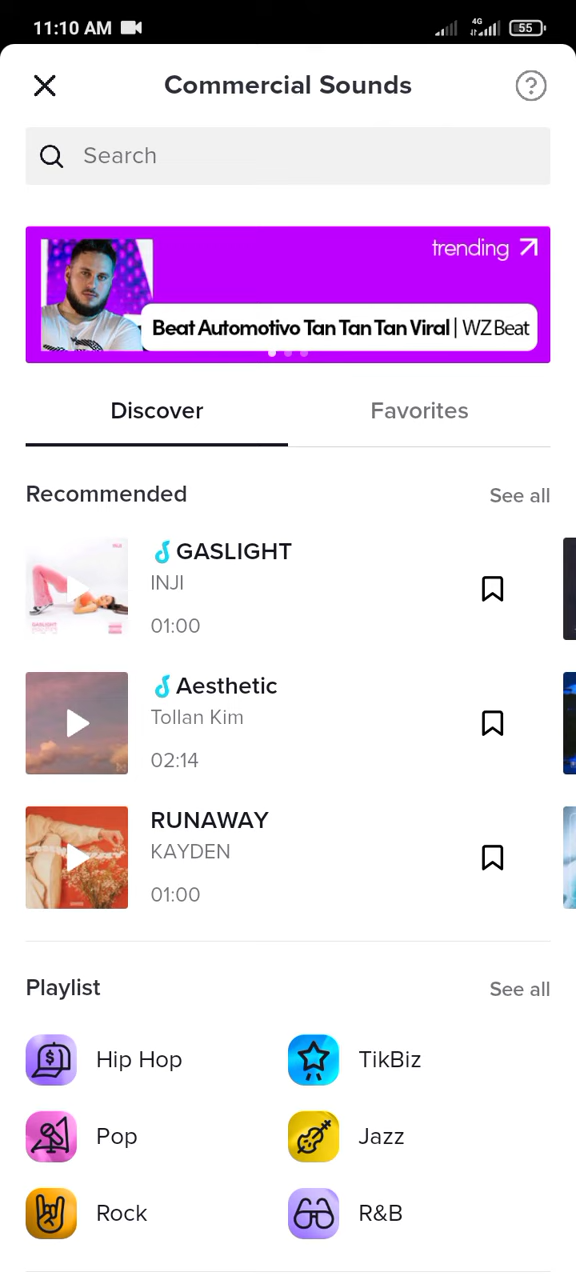 11:10 AM
4G
55
Commercial Sounds
?
Search
trending
Beat Automotivo Tan Tan Tan Viral | WZ Beat
Discover
Favorites
Recommended
See all
GASLIGHT
INJI
01:00
Aesthetic
Tollan Kim
02:14
RUNAWAY
KAYDEN
01:00
Playlist
See all
Hip Hop
TikBiz
Pop
Jazz
Rock
R&B